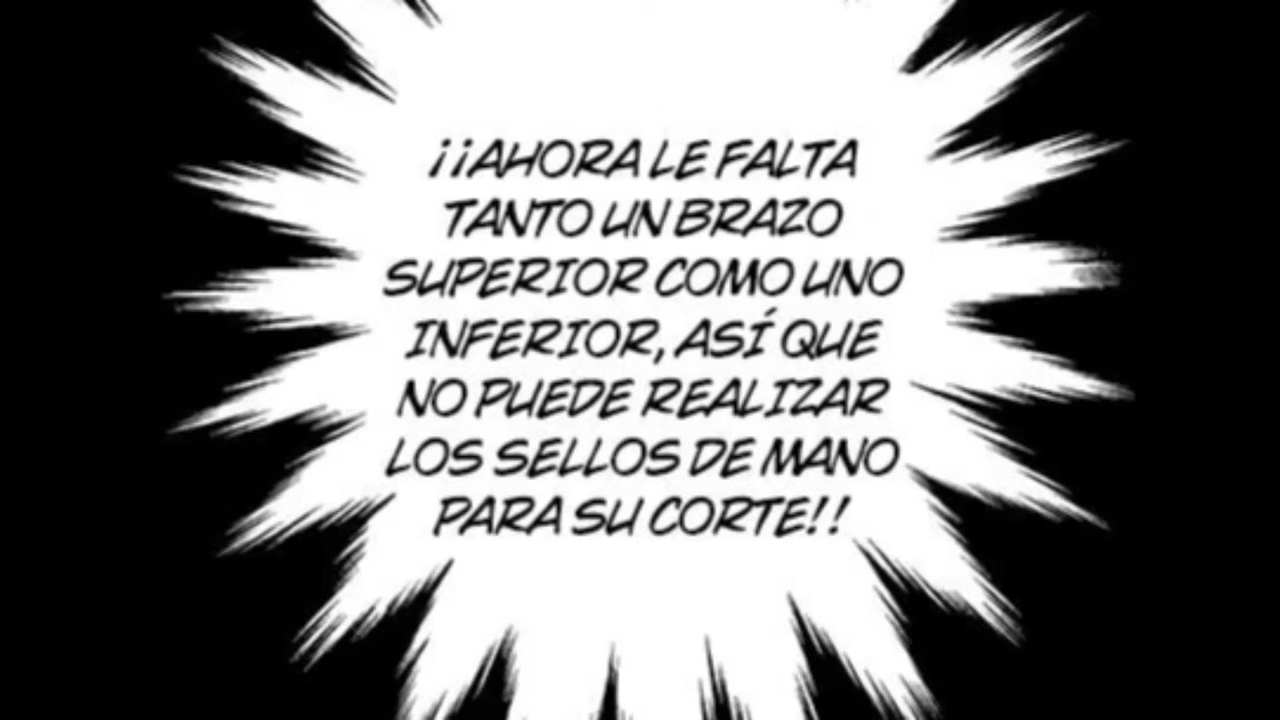 ¡¡AHORA LE FALTA
TANTO UN BRAZO
SUPERIOR COMO UNO
INFERIOR, ASÍ QUE
NO PUEDE REALIZAR
LOS SELLOS DE MANO
PARA SU CORTE!!